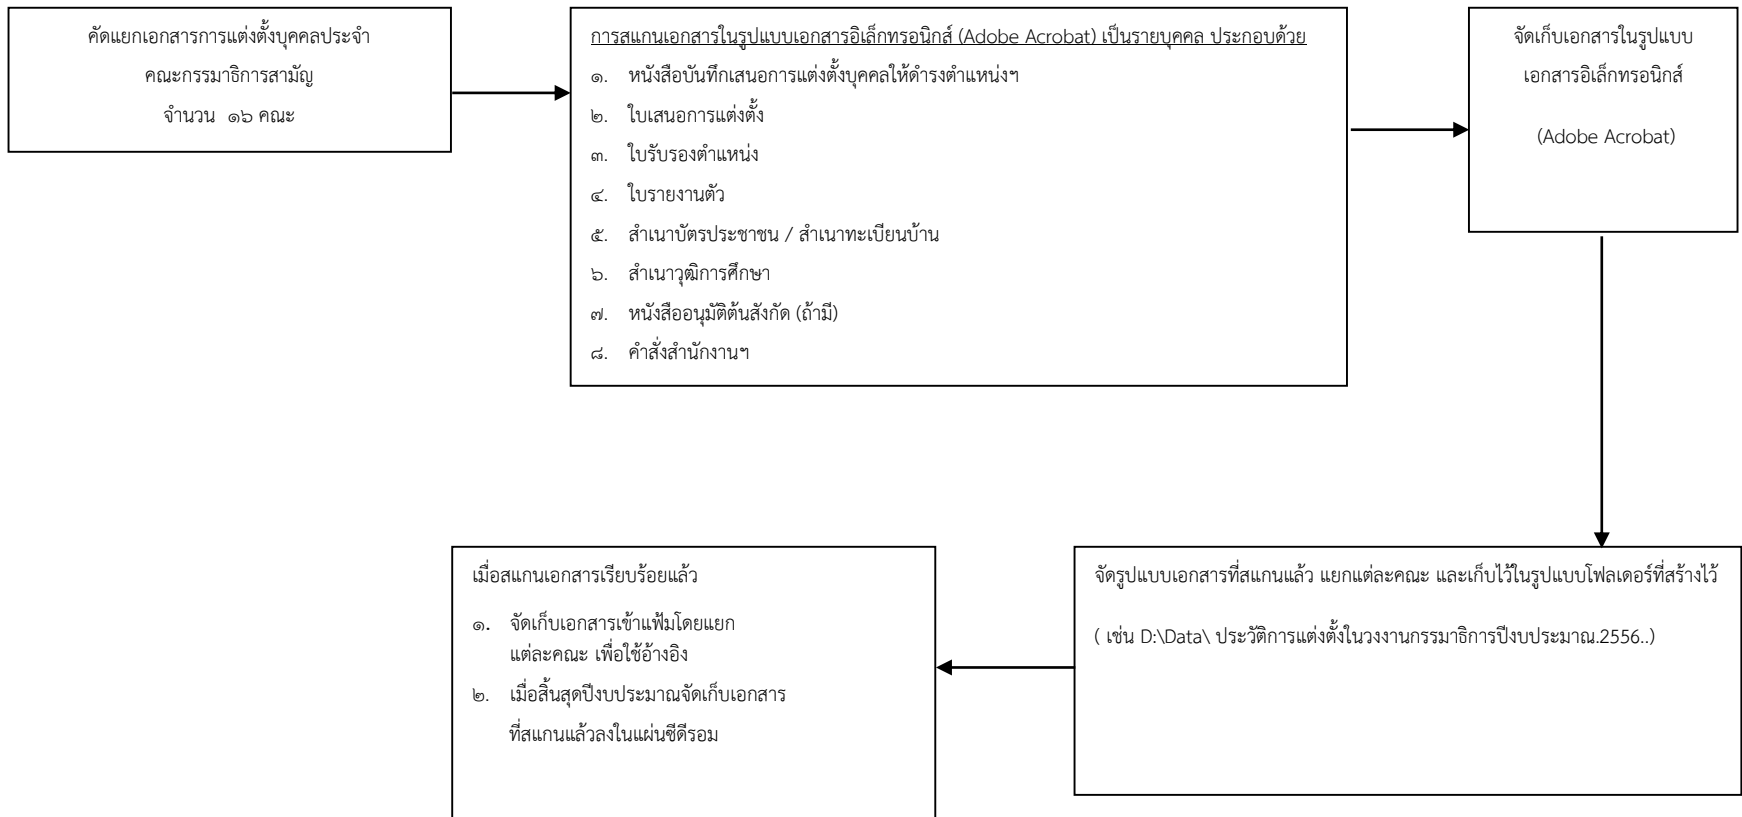 คัดแยกเอกสารการแต่งตั้งบุคคลประจำ
คณะกรรมาธิการสามัญ
จำนวน ๑๖ คณะ
การสแกนเอกสารในรูปแบบเอกสารอิเล็กทรอนิกส์ (Adobe Acrobat) เป็นรายบุคคล ประกอบด้วย
๑. หนังสือบันทึกเสนอการแต่งตั้งบุคคลให้ดำรงตำแหน่งฯ
๒. ใบเสนอการแต่งตั้ง
๓. ใบรับรองตำแหน่ง
๔. ใบรายงานตัว
๕. สำเนาบัตรประชาชน / สำเนาทะเบียนบ้าน
๖. สำเนาวุฒิการศึกษา
๗. หนังสืออนุมัติต้นสังกัด (ถ้ามี)
๘. คำสั่งสำนักงานฯ
จัดเก็บเอกสารในรูปแบบ
เอกสารอิเล็กทรอนิกส์
(Adobe Acrobat)
จัดรูปแบบเอกสารที่สแกนแล้ว แยกแต่ละคณะ และเก็บไว้ในรูปแบบโฟลเดอร์ที่สร้างไว้
( เช่น D:\Data\ ประวัติการแต่งตั้งในวงงานกรรมาธิการปีงบประมาณ.2556..)
เมื่อสแกนเอกสารเรียบร้อยแล้ว
๑. จัดเก็บเอกสารเข้าแฟ้มโดยแยก
แต่ละคณะ เพื่อใช้อ้างอิง
๒. เมื่อสิ้นสุดปีงบประมาณจัดเก็บเอกสาร
ที่สแกนแล้วลงในแผ่นซีดีรอม